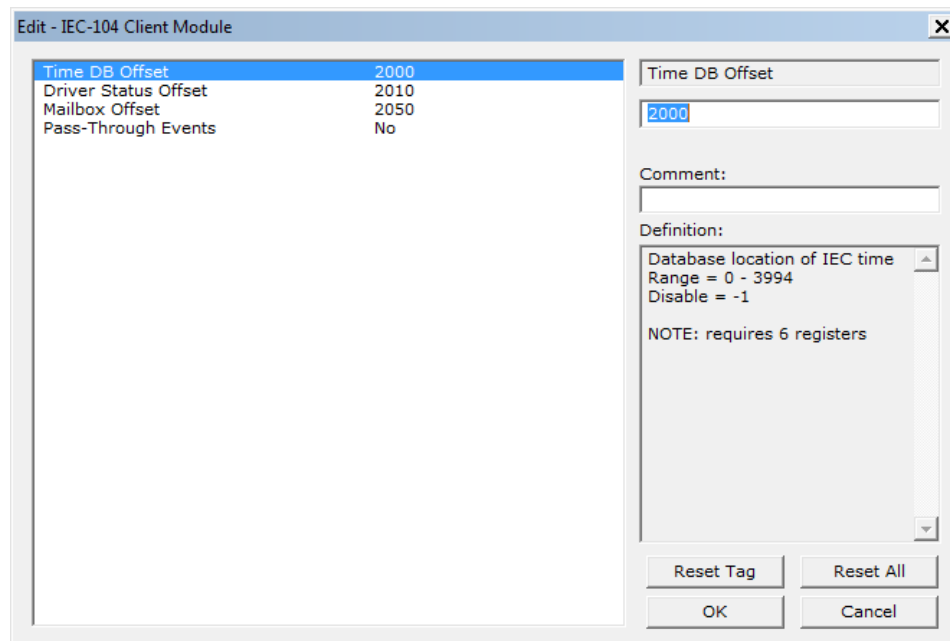 Edit - IEC-104 Client Module
Time DB Offset 2000
Driver Status Offset 2010
Mailbox Offset 2050
Pass-Through Events No
Time DB Offset
2000
Comment:
Definition:
Database location of IEC time
Range = 0 - 3994
Disable = -1
NOTE: requires 6 registers
Reset Tag Reset All
OK Cancel